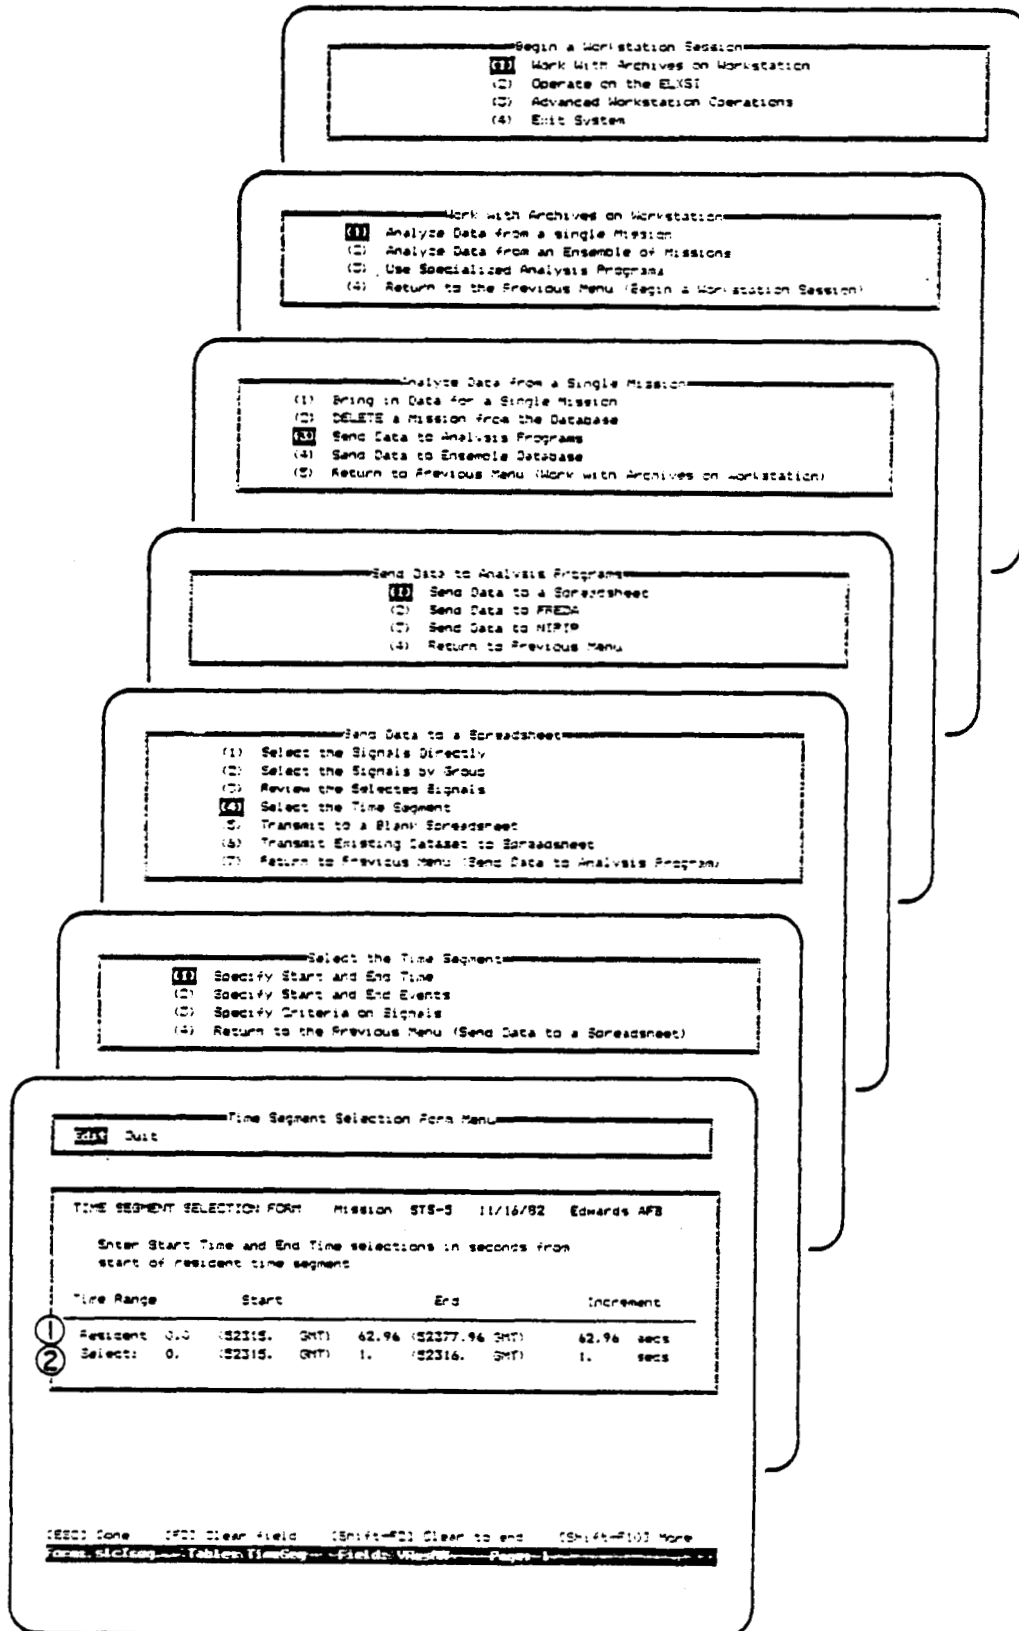 Begin a Workstation Session
(1) Work With Archives on Workstation
(2) Operate on the ELXSI
(3) Advanced Workstation Operations
(4) Exit System
Work with Archives on Workstation
(1) Analyze Data from a single Mission
(2) Analyze Data from an Ensemble of Missions
(3) Use Specialized Analysis Programs
(4) Return to the Previous Menu (Begin a Workstation Session)
Analyze Data from a Single Mission
(1) Bring in Data for a Single Mission
(2) DELETE a Mission from the Database
(3) Send Data to Analysis Programs
(4) Send Data to Ensemble Database
(5) Return to Previous Menu (Work with Archives on Workstation)
Send Data to Analysis Programs
(1) Send Data to a Spreadsheet
(2) Send Data to FREDA
(3) Send Data to
(4) Return to Previous Menu
Send Data to a Spreadsheet
(1) Select the Signals Directly
(2) Select the Signals by Group
(3) Review the Selected Signals
(4) Select the Time Segment
(5) Transmit to a Blank Spreadsheet
(6) Transmit Existing Dataset to Spreadsheet
(7) Return to Previous Menu (Send Data to Analysis Program)
Select the Time Segment
(1) Specify Start and End Time
(2) Specify Start and End Events
(3) Specify Criteria on Signals
(4) Return to the Previous Menu (Send Data to a Spreadsheet)
Time Segment Selection Form Menu
Edit Quit
TIME SEGMENT SELECTION FORM Mission STS-5 11/16/82 Edwards AFB
Enter Start Time and End Time selections in seconds from
start of resident time segment
Time Range Start End Increment
1 Resident 0.0 (52315. GMT) 62.96 (52377.96 GMT) 62.96 secs
2 Select: 0. (52315. GMT) 1. (52316. GMT) 1. secs
[ESC] Done [F2] Clear field [Shift-F2] Clear to end [Shift-F10] More
Form: slctseg Table: TimeSeg Field: Page: 1